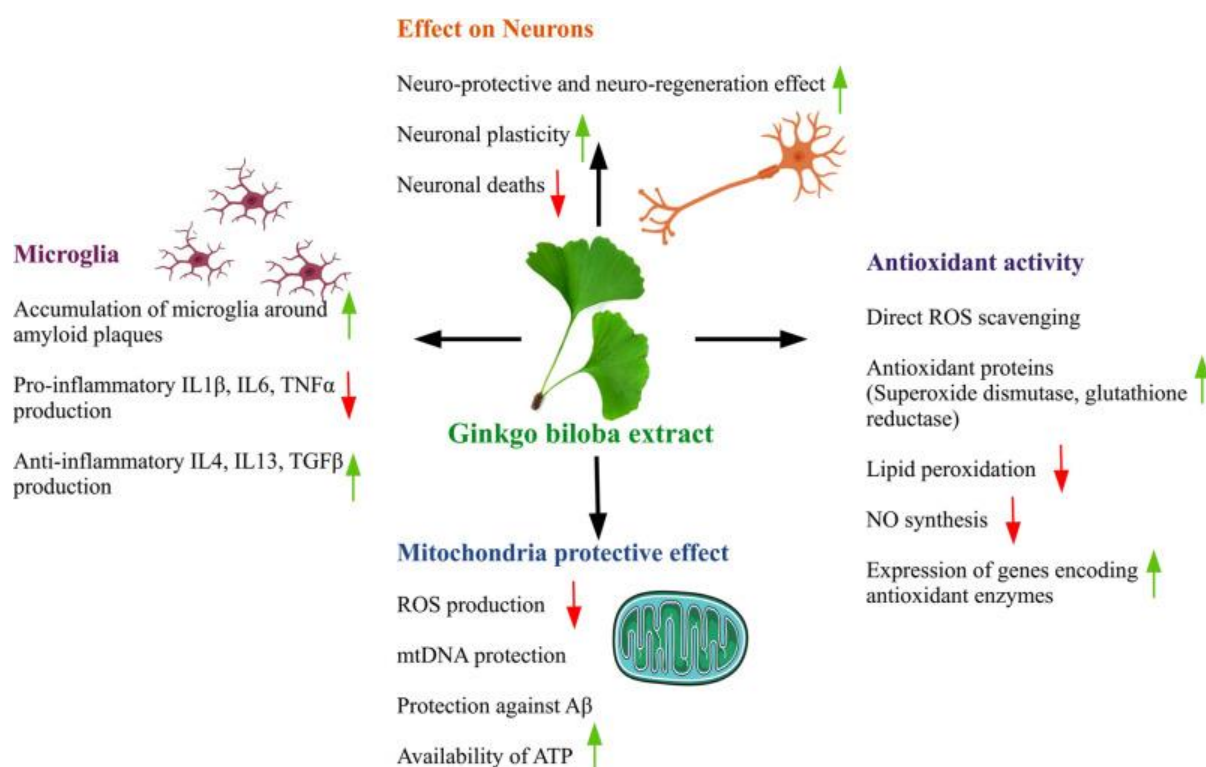 Effect on Neurons
Neuro-protective and neuro-regeneration effect
Neuronal plasticity
Neuronal deaths
Microglia
Accumulation of microglia around
amyloid plaques
Pro-inflammatory IL1β, IL6, TNFα
production
Anti-inflammatory IL4, IL13, TGFβ
production
Ginkgo biloba extract
Antioxidant activity
Direct ROS scavenging
Antioxidant proteins
(Superoxide dismutase, glutathione
reductase)
Lipid peroxidation
NO synthesis
Expression of genes encoding
antioxidant enzymes
Mitochondria protective effect
ROS production
mtDNA protection
Protection against Aβ
Availability of ATP